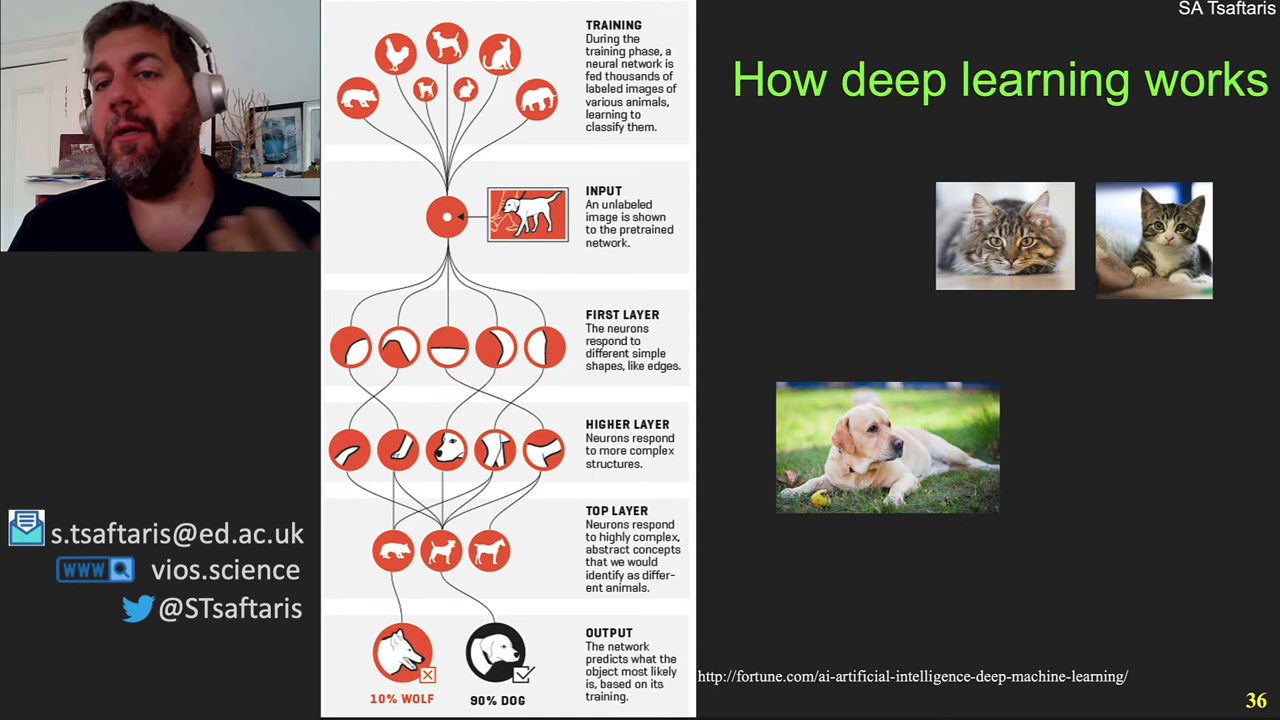 SA Tsaftaris
How deep learning works
TRAINING
During the
training phase, a
neural network is
fed thousands of
labeled images of
various animals,
learning to
classify them.
INPUT
An unlabeled
image is shown
to the pretrained
network.
FIRST LAYER
The neurons
respond to
different simple
shapes, like edges.
HIGHER LAYER
Neurons respond
to more complex
structures.
TOP LAYER
Neurons respond
to highly complex,
abstract concepts
that we would
identify as differ-
ent animals.
OUTPUT
The network
predicts what the
object most likely
is, based on its
training.
10% WOLF
90% DOG
s.tsaftaris@ed.ac.uk
WWW
vios.science
@STsaftaris
http://fortune.com/ai-artificial-intelligence-deep-machine-learning/
36